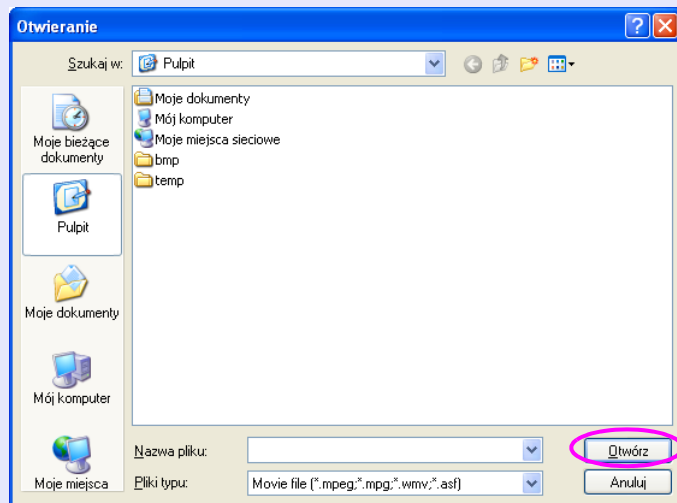 Otwieranie
Szukaj w: Pulpit
Moje bieżące
dokumenty
Pulpit
Moje dokumenty
Mój komputer
Moje miejsca
Moje dokumenty
Mój komputer
Moje miejsca sieciowe
bmp
temp
Nazwa pliku: Otwórz
Pliki typu: Movie file (*.mpeg;*.mpg;*.wmv;*.asf) Anuluj